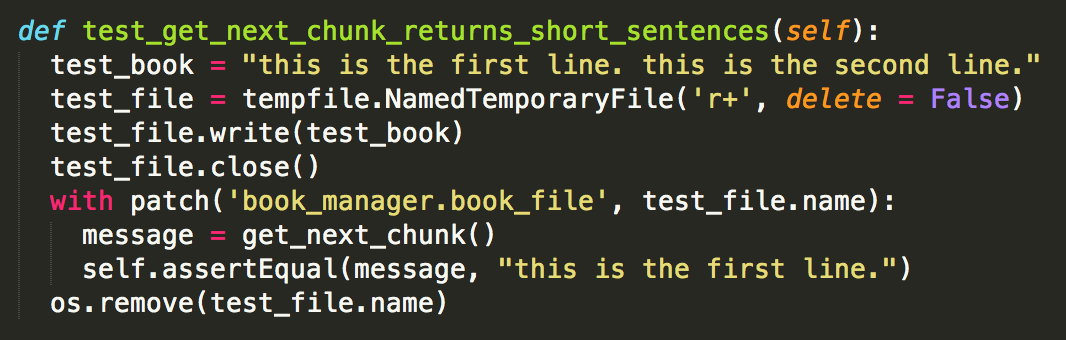 def test_get_next_chunk_returns_short_sentences(self):
  test_book = "this is the first line. this is the second line."
  test_file = tempfile.NamedTemporaryFile('r+', delete = False)
  test_file.write(test_book)
  test_file.close()
  with patch('book_manager.book_file', test_file.name):
    message = get_next_chunk()
    self.assertEqual(message, "this is the first line.")
  os.remove(test_file.name)